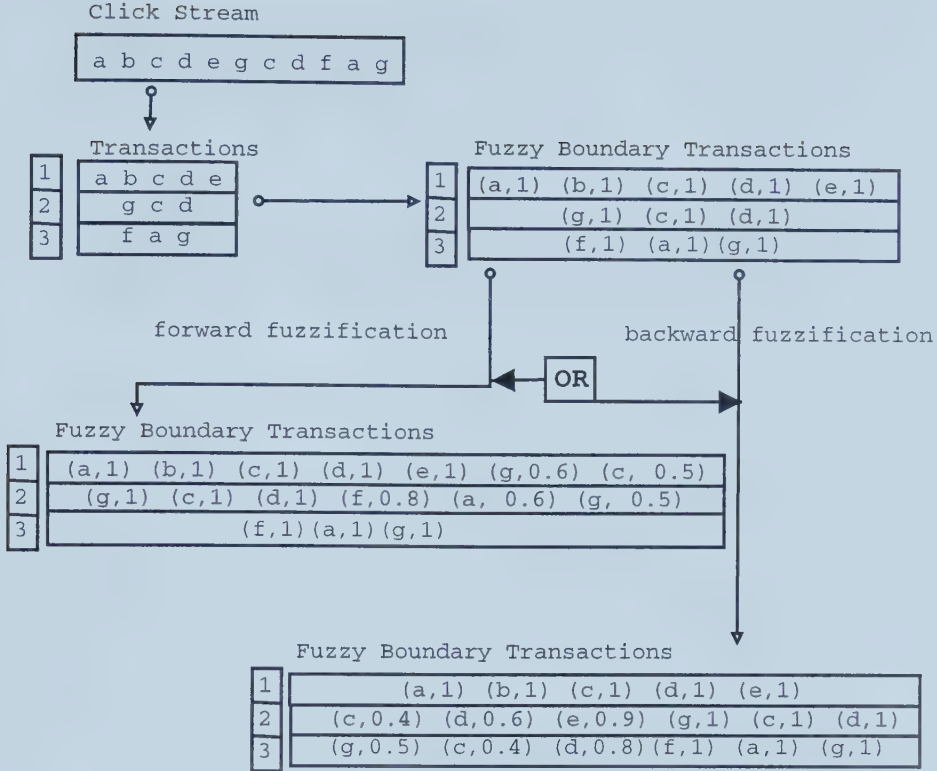 Click Stream
a b c d e g c d f a g
Transactions
1 a b c d e
2 g c d
3 f a g
Fuzzy Boundary Transactions
1 (a,1) (b,1) (c,1) (d,1) (e,1)
2 (g,1) (c,1) (d,1)
3 (f,1) (a,1) (g,1)
forward fuzzification
backward fuzzification
OR
Fuzzy Boundary Transactions
1 (a,1) (b,1) (c,1) (d,1) (e,1) (g,0.6) (c, 0.5)
2 (g,1) (c,1) (d,1) (f,0.8) (a, 0.6) (g, 0.5)
3 (f,1) (a,1) (g,1)
Fuzzy Boundary Transactions
1 (a,1) (b,1) (c,1) (d,1) (e,1)
2 (c,0.4) (d,0.6) (e,0.9) (g,1) (c,1) (d,1)
3 (g,0.5) (c,0.4) (d,0.8) (f,1) (a,1) (g,1)